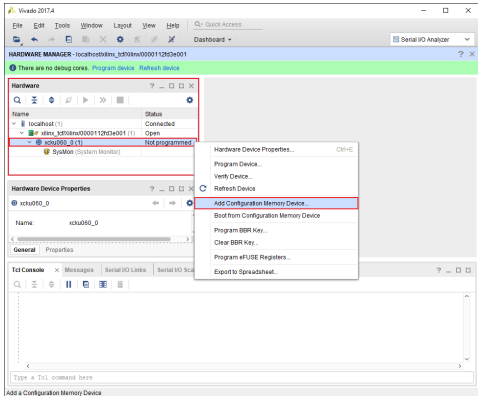 Vivado 2017.4
File Edit Tools Window Layout View Help Quick Access
Dashboard Serial I/O Analyzer
HARDWARE MANAGER - localhost/xilinx_tcf/Xilinx/0000112fd3e001
There are no debug cores. Program device Refresh device
Hardware
Name Status
localhost (1) Connected
xilinx_tcf/Xilinx/0000112fd3e001 (1) Open
xcku060_0 (1) Not programmed
SysMon (System Monitor)
Hardware Device Properties... Ctrl+E
Program Device...
Verify Device...
Refresh Device
Add Configuration Memory Device...
Boot from Configuration Memory Device
Program BBR Key...
Clear BBR Key...
Program eFUSE Registers...
Export to Spreadsheet...
Hardware Device Properties
xcku060_0
Name: xcku060_0
General Properties
Tcl Console Messages Serial I/O Links Serial I/O Sca
Type a Tcl command here
Add a Configuration Memory Device